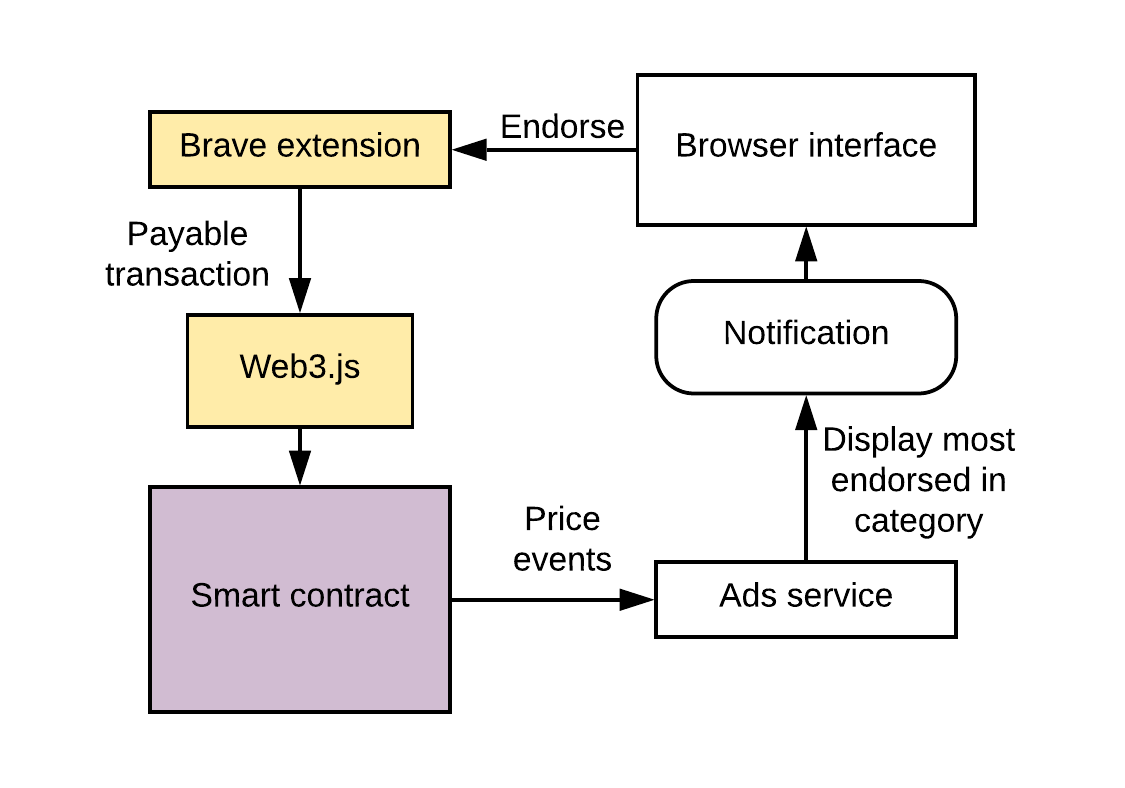 Brave extension
Endorse
Browser interface
Payable
transaction
Web3.js
Notification
Display most
endorsed in
category
Smart contract
Price
events
Ads service